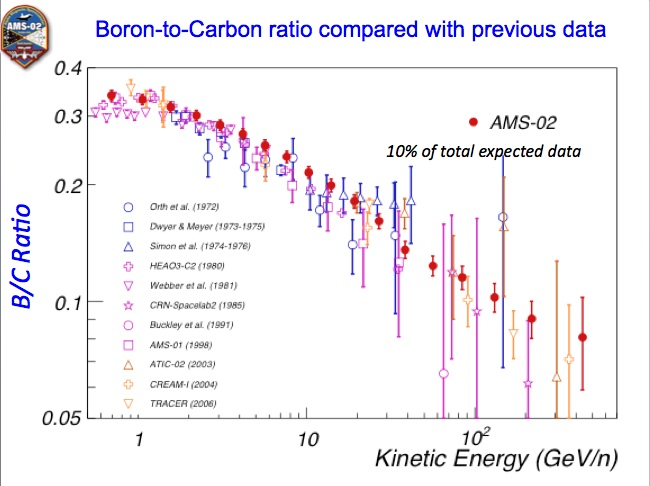 AMS-02
Boron-to-Carbon ratio compared with previous data
0.4
0.3
0.2
0.1
0.05
B/C Ratio
AMS-02
10% of total expected data
Orth et al. (1972)
Dwyer & Meyer (1973-1975)
Simon et al. (1974-1976)
HEAO3-C2 (1980)
Webber et al. (1981)
CRN-Spacelab2 (1985)
Buckley et al. (1991)
AMS-01 (1998)
ATIC-02 (2003)
CREAM-I (2004)
TRACER (2006)
1 10 10²
Kinetic Energy (GeV/n)